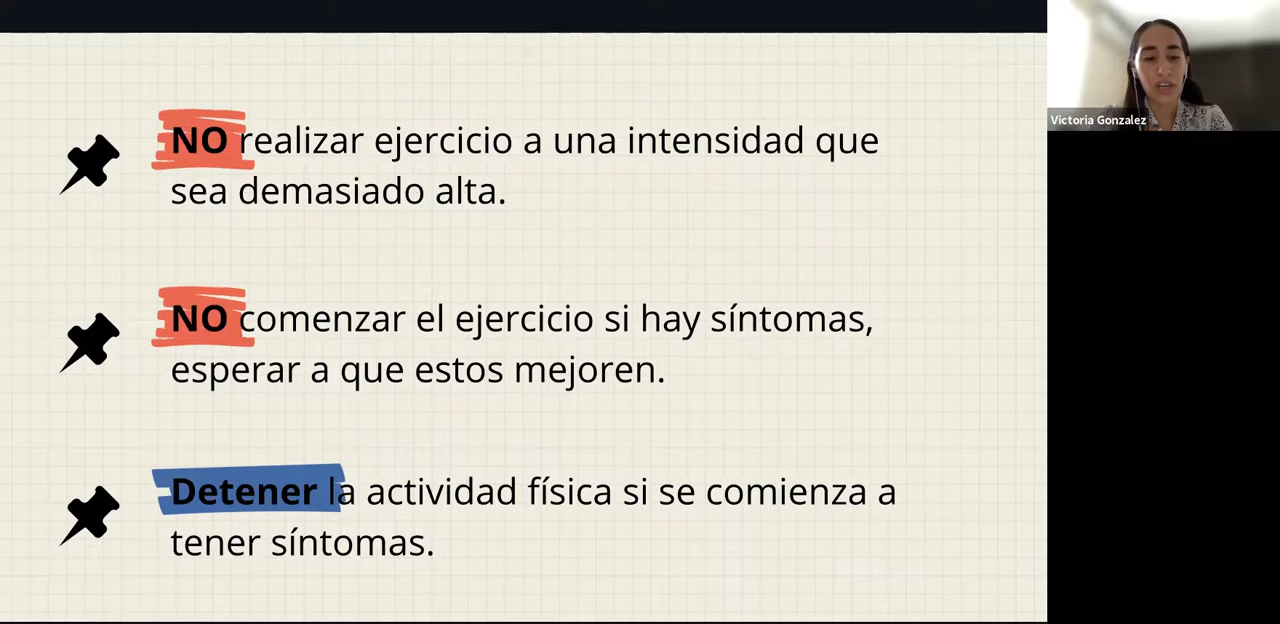 NO realizar ejercicio a una intensidad que
sea demasiado alta.
Victoria Gonzalez
NO comenzar el ejercicio si hay síntomas,
esperar a que estos mejoren.
Detener la actividad física si se comienza a
tener síntomas.